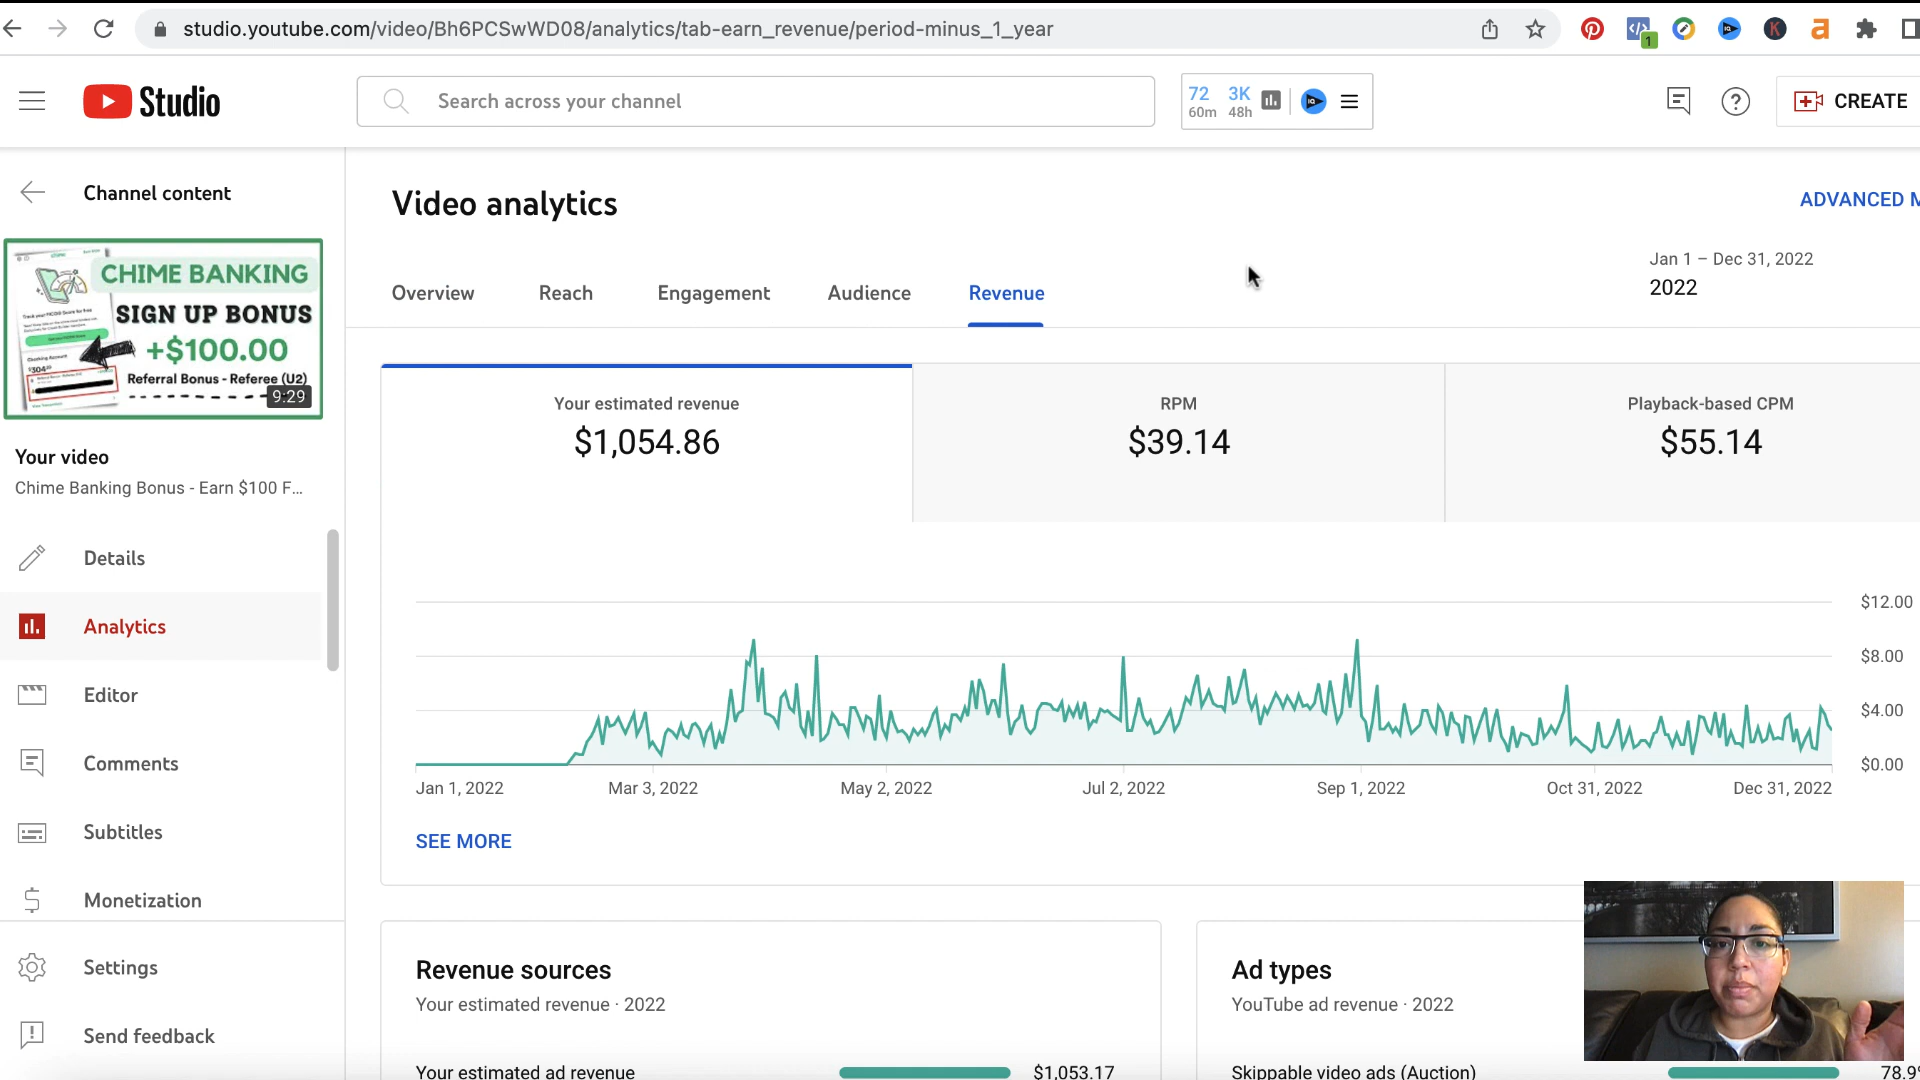 studio.youtube.com/video/Bh6PCSwWD08/analytics/tab-earn_revenue/period-minus_1_year
1
Studio
Search across your channel
72 3K
60m 48h
CREATE
Channel content
CHIME BANKING
SIGN UP BONUS
+$100.00
Referral Bonus - Referee (U2)
9:29
Your video
Chime Banking Bonus - Earn $100 F...
Details
Analytics
Editor
Comments
Subtitles
Monetization
Settings
Send feedback
Video analytics
ADVANCED M
Overview
Reach
Engagement
Audience
Revenue
Jan 1 – Dec 31, 2022
2022
Your estimated revenue
$1,054.86
RPM
$39.14
Playback-based CPM
$55.14
$12.00
$8.00
$4.00
$0.00
Jan 1, 2022
Mar 3, 2022
May 2, 2022
Jul 2, 2022
Sep 1, 2022
Oct 31, 2022
Dec 31, 2022
SEE MORE
Revenue sources
Your estimated revenue · 2022
Your estimated ad revenue
$1,053.17
Ad types
YouTube ad revenue · 2022
Skippable video ads (Auction)
78.9